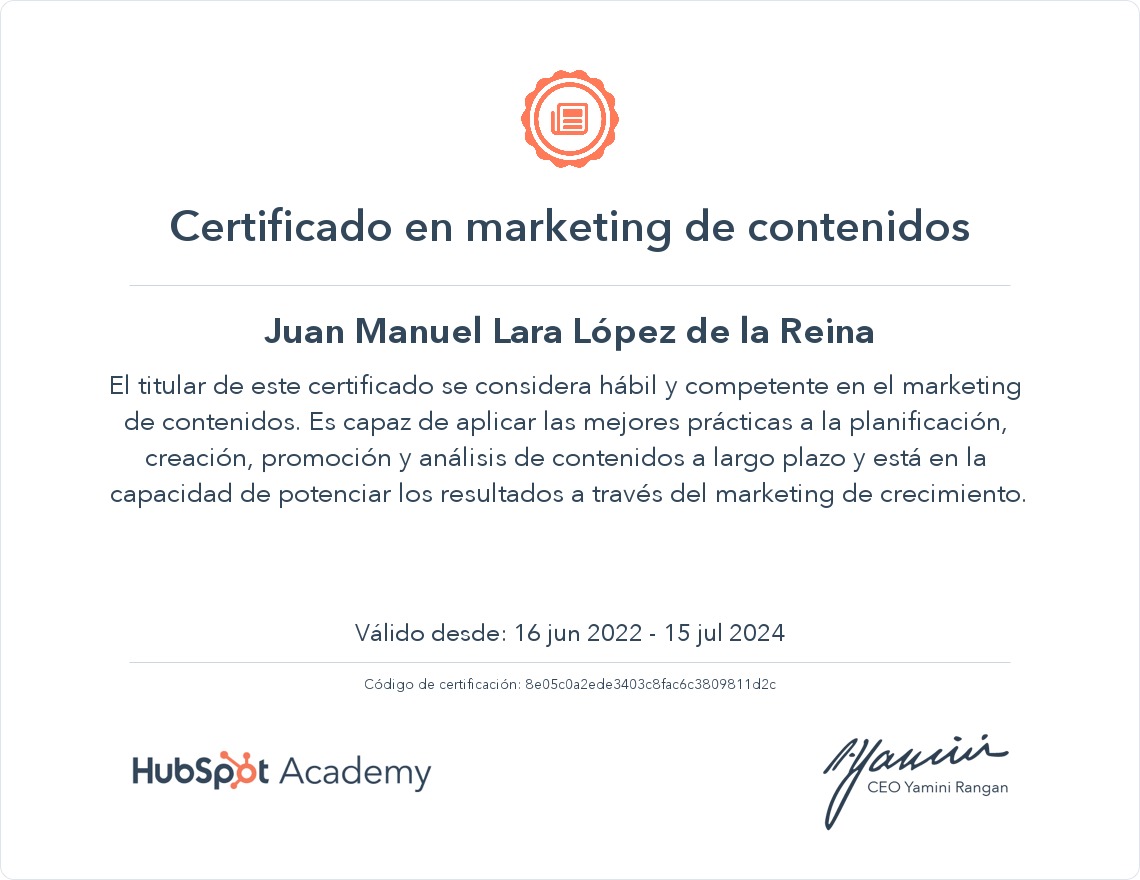 Certificado en marketing de contenidos
Juan Manuel Lara López de la Reina
El titular de este certificado se considera hábil y competente en el marketing
de contenidos. Es capaz de aplicar las mejores prácticas a la planificación,
creación, promoción y análisis de contenidos a largo plazo y está en la
capacidad de potenciar los resultados a través del marketing de crecimiento.
Válido desde: 16 jun 2022 - 15 jul 2024
Código de certificación: 8e05c0a2ede3403c8fac6c3809811d2c
HubSpot Academy
CEO Yamini Rangan